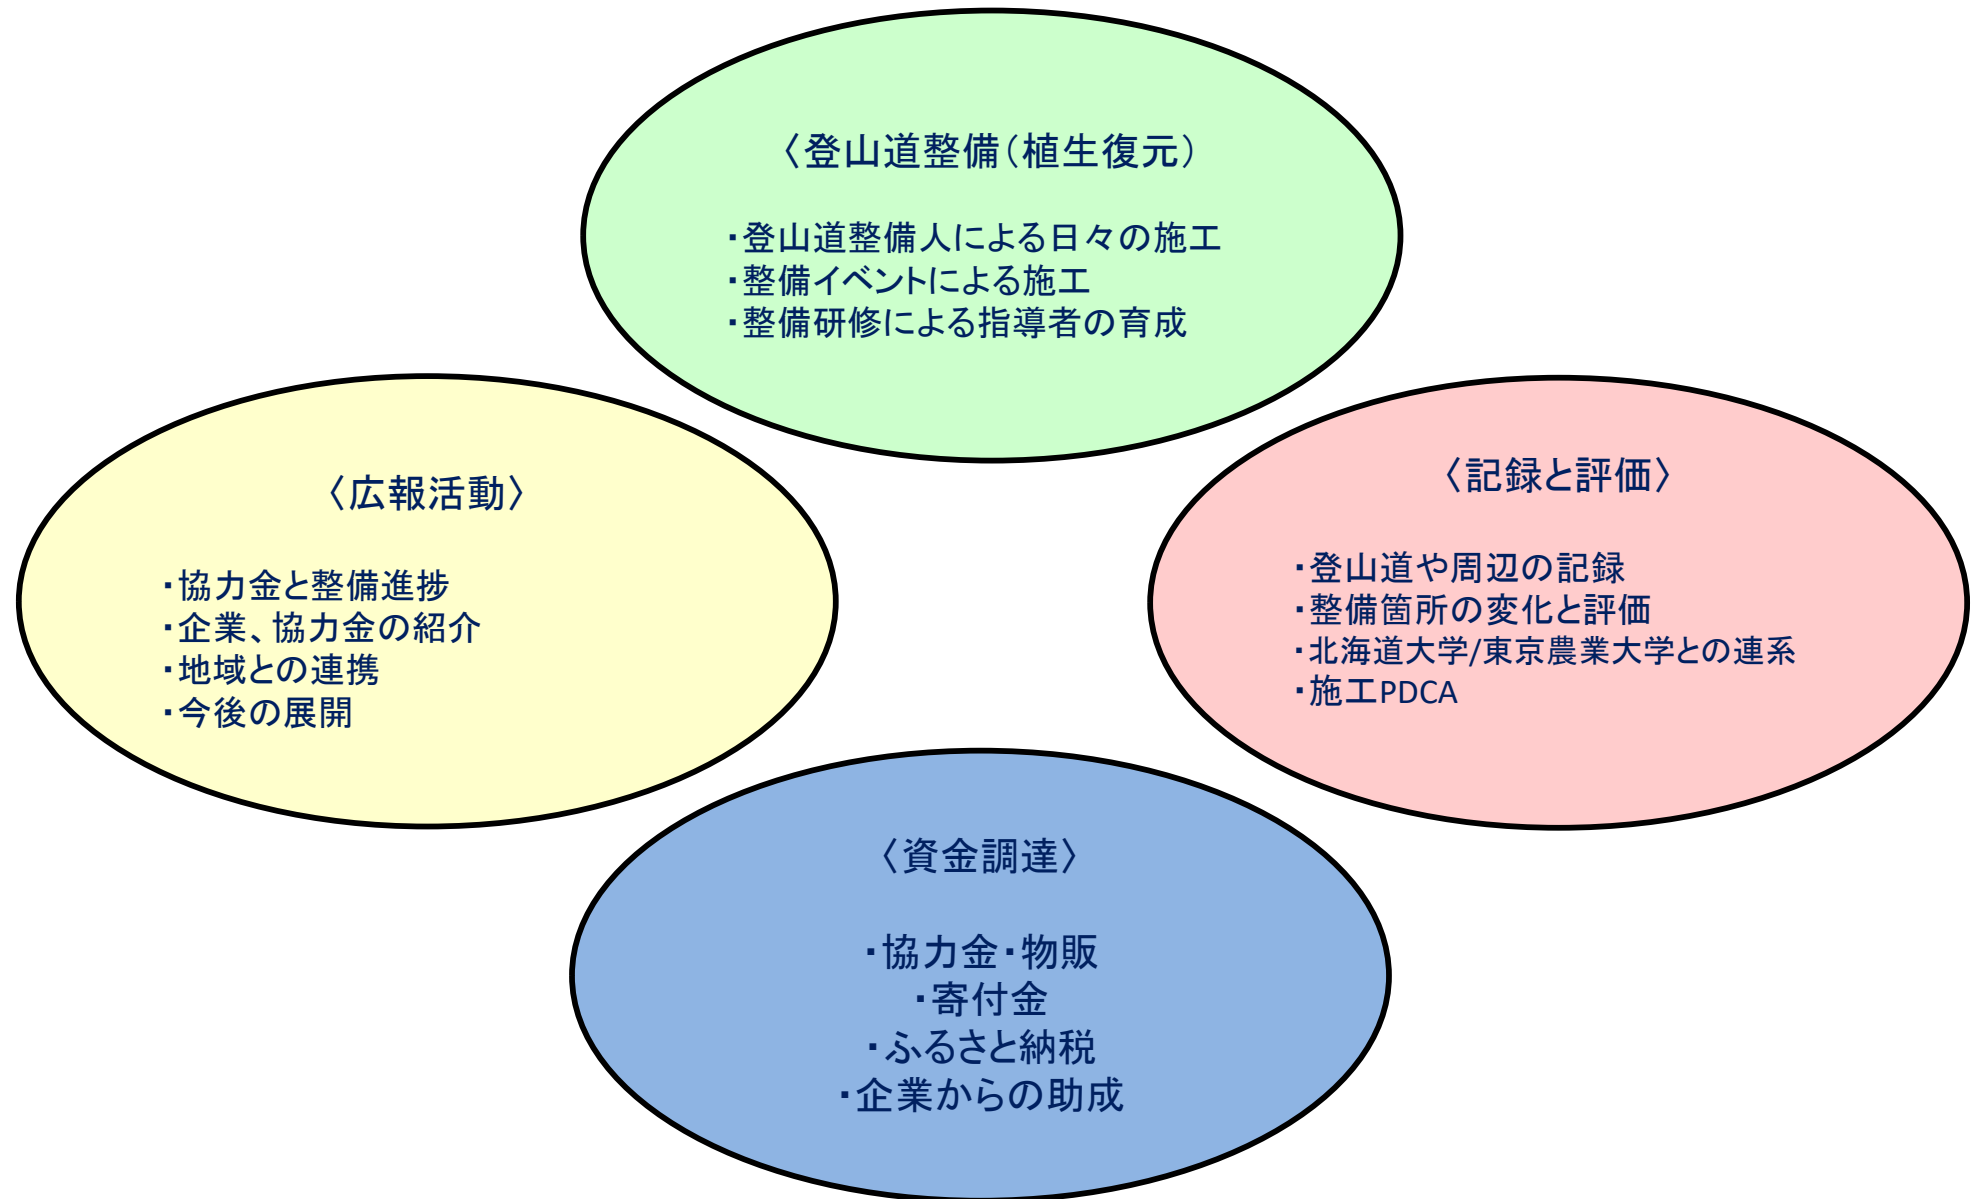 〈登山道整備（植生復元）
・登山道整備人による日々の施工
・整備イベントによる施工
・整備研修による指導者の育成
〈広報活動〉
・協力金と整備進捗
・企業、協力金の紹介
・地域との連携
・今後の展開
〈記録と評価〉
・登山道や周辺の記録
・整備箇所の変化と評価
・北海道大学/東京農業大学との連系
・施工PDCA
〈資金調達〉
・協力金・物販
・寄付金
・ふるさと納税
・企業からの助成